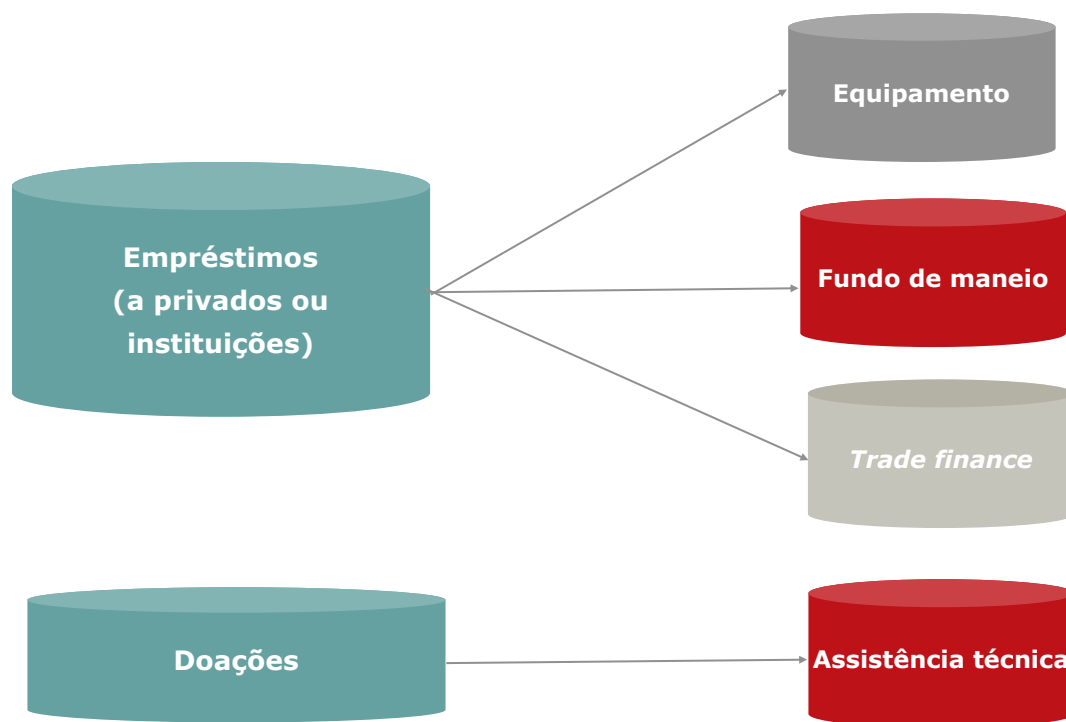 Equipamento
Empréstimos
(a privados ou
instituições)
Fundo de maneio
Trade finance
Doações
Assistência técnica